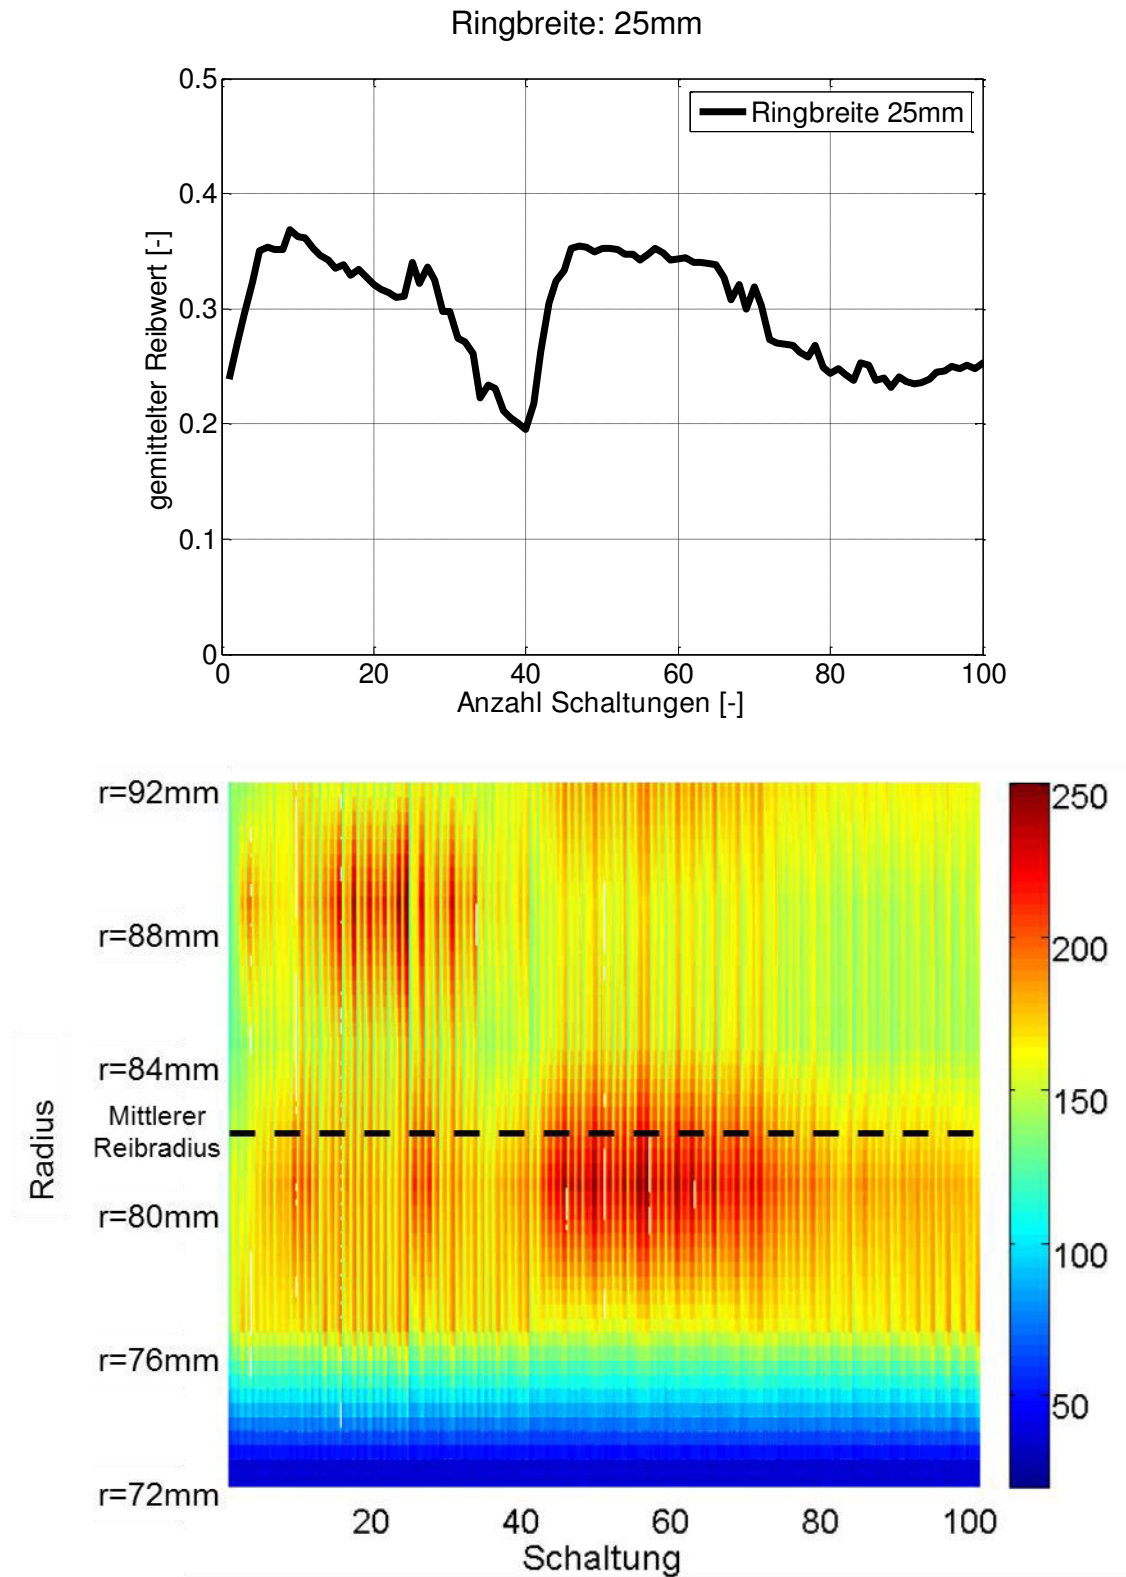 Ringbreite: 25mm
0.5
0.4
0.3
0.2
0.1
0
gemittelter Reibwert [-]
Ringbreite 25mm
0 20 40 60 80 100
Anzahl Schaltungen [-]
r=92mm
r=88mm
r=84mm
Mittlerer
Reibradius
r=80mm
r=76mm
r=72mm
Radius
250
200
150
100
50
20 40 60 80 100
Schaltung